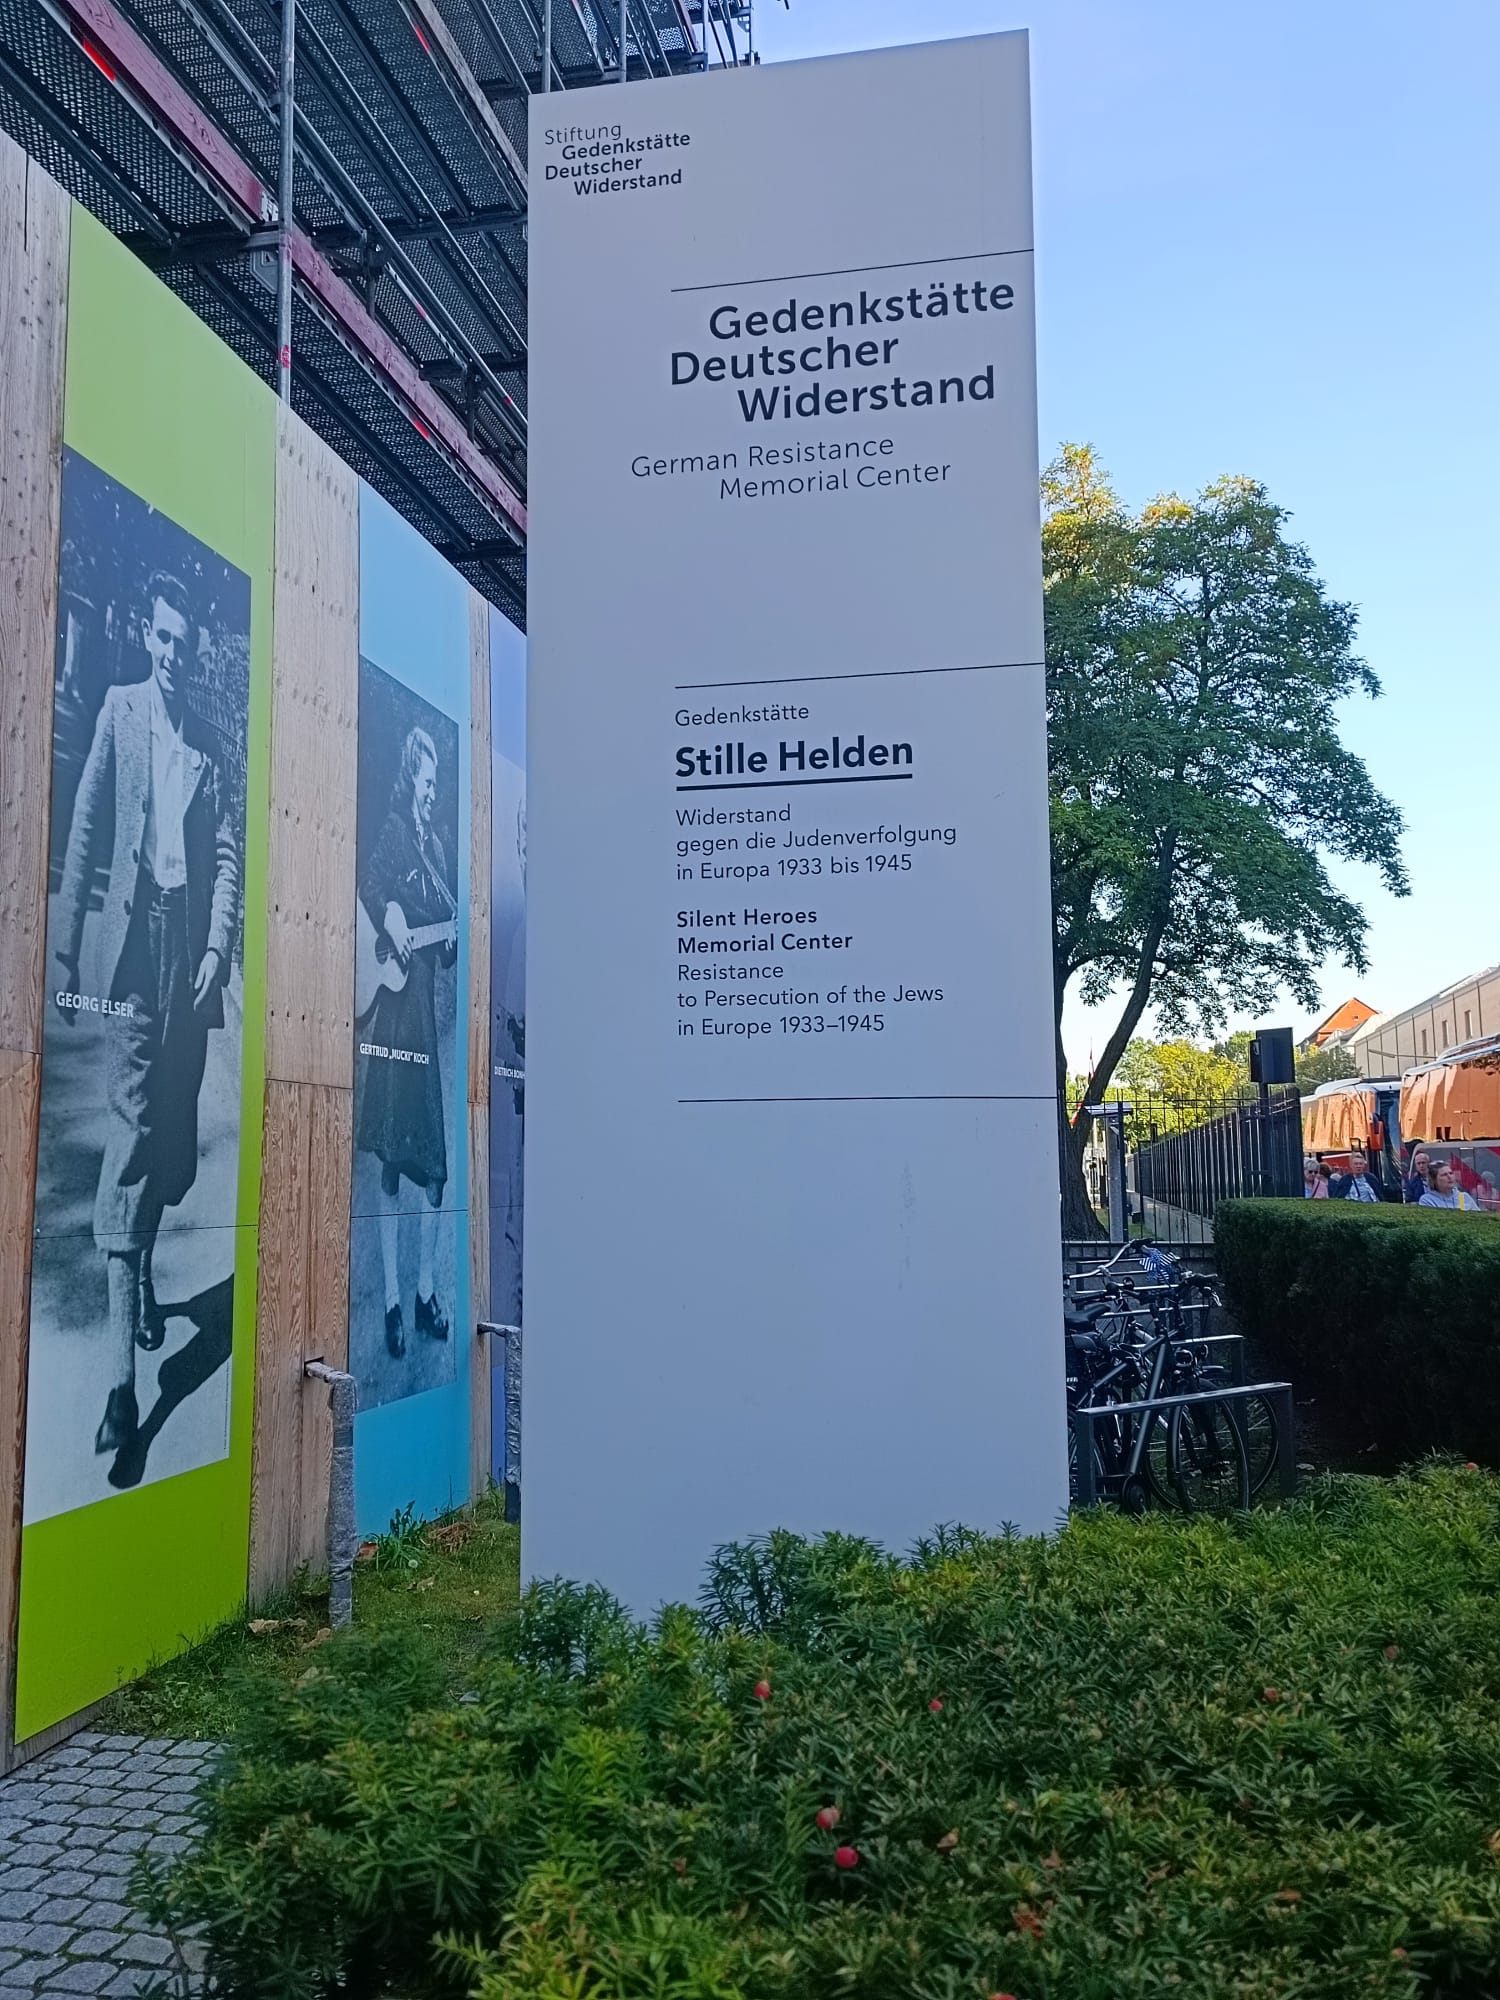 Stiftung
Gedenkstätte
Deutscher
Widerstand
Gedenkstätte
Deutscher
Widerstand
German Resistance
Memorial Center
Gedenkstätte
Stille Helden
Widerstand
gegen die Judenverfolgung
in Europa 1933 bis 1945
Silent Heroes
Memorial Center
Resistance
to Persecution of the Jews
in Europe 1933–1945
GEORG ELSER
GERTRUD „MUCKI“ KOCH
DIETRICH